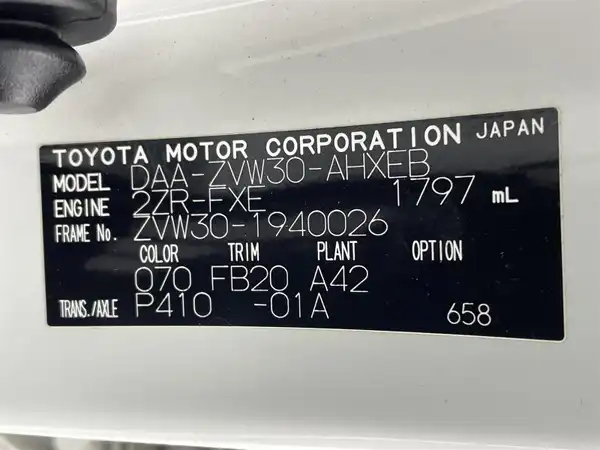 TOYOTA MOTOR CORPORATION JAPAN
MODEL DAA-ZVW30-AHXEB
ENGINE 2ZR-FXE 1797 mL
FRAME No. ZVW30-1940026
COLOR TRIM PLANT OPTION
070 FB20 A42
TRANS./AXLE P410 -01A 658